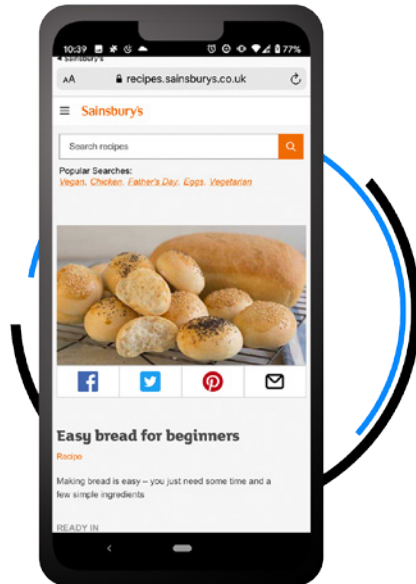 10:39 77%
Sainsbury's
AA recipes.sainsburys.co.uk
Sainsbury's
Search recipes
Popular Searches:
Vegan, Chicken, Father's Day, Eggs, Vegetarian
Easy bread for beginners
Recipe
Making bread is easy – you just need some time and a
few simple ingredients
READY IN